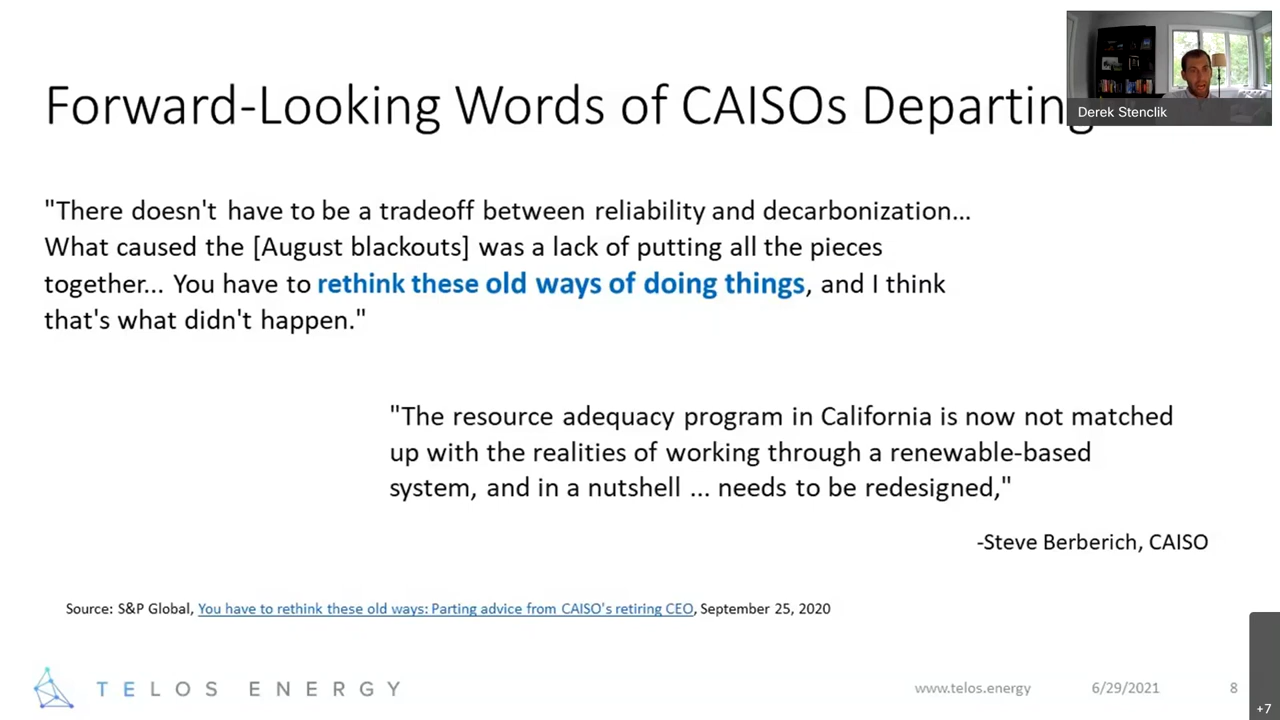 Forward-Looking Words of CAISOs Departing
Derek Stenclik
"There doesn't have to be a tradeoff between reliability and decarbonization...
What caused the [August blackouts] was a lack of putting all the pieces
together... You have to rethink these old ways of doing things, and I think
that's what didn't happen."
"The resource adequacy program in California is now not matched
up with the realities of working through a renewable-based
system, and in a nutshell ... needs to be redesigned,"
-Steve Berberich, CAISO
Source: S&P Global, You have to rethink these old ways: Parting advice from CAISO's retiring CEO, September 25, 2020
TELOS ENERGY
www.telos.energy
6/29/2021
8
+7